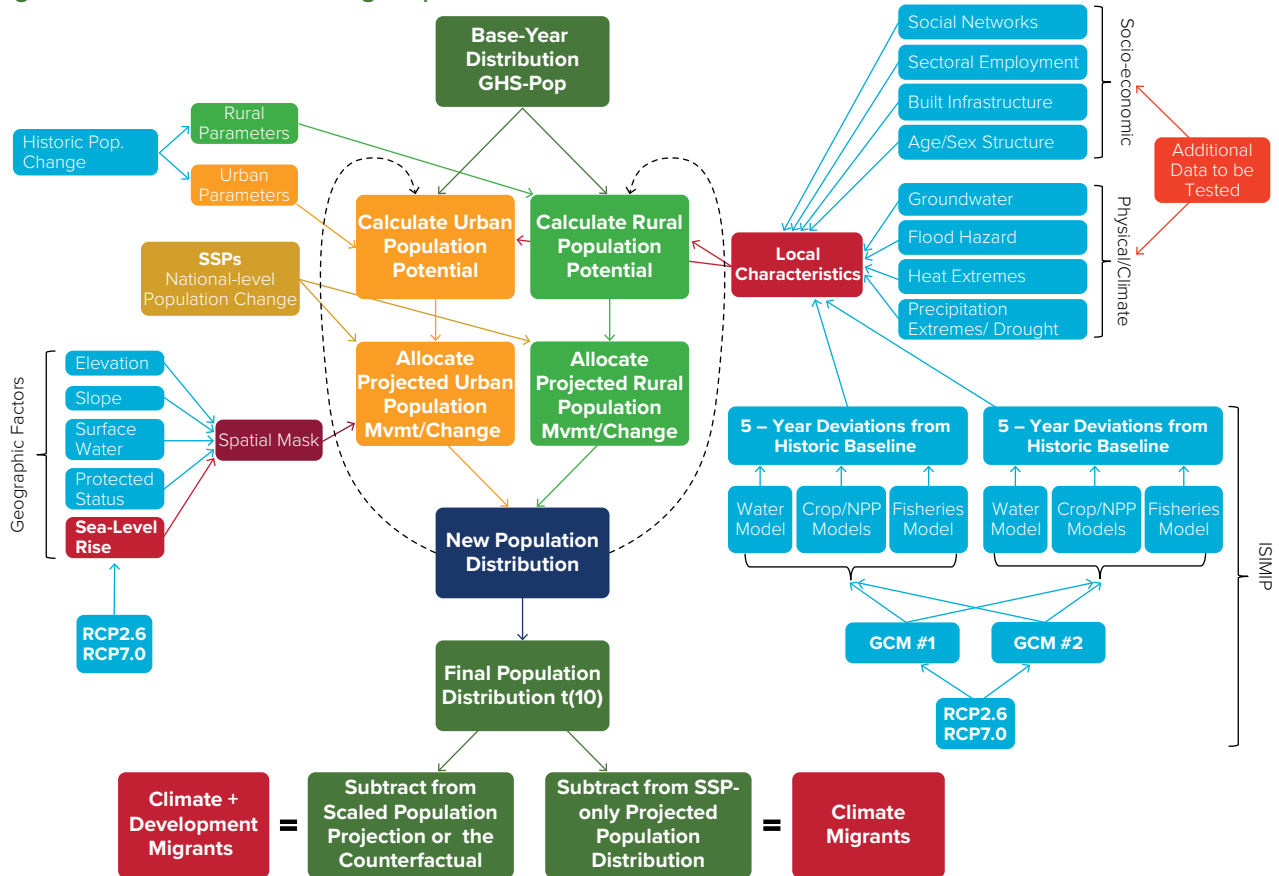 Base-Year
Distribution
GHS-Pop
Social Networks
Sectoral Employment
Built Infrastructure
Age/Sex Structure
Socio-economic
Additional
Data to be
Tested
Groundwater
Flood Hazard
Heat Extremes
Precipitation
Extremes/ Drought
Physical/Climate
Historic Pop.
Change
Rural
Parameters
Urban
Parameters
Calculate Urban
Population
Potential
Calculate Rural
Population
Potential
Local
Characteristics
SSPs
National-level
Population Change
Allocate
Projected Urban
Population
Mvmt/Change
Allocate
Projected Rural
Population
Mvmt/Change
Geographic Factors
Elevation
Slope
Surface
Water
Protected
Status
Sea-Level
Rise
Spatial Mask
RCP2.6
RCP7.0
New Population
Distribution
5 – Year Deviations from
Historic Baseline
5 – Year Deviations from
Historic Baseline
Water
Model
Crop/NPP
Models
Fisheries
Model
Water
Model
Crop/NPP
Models
Fisheries
Model
ISIMIP
GCM #1
GCM #2
RCP2.6
RCP7.0
Final Population
Distribution t(10)
Climate +
Development
Migrants
=
Subtract from
Scaled Population
Projection or the
Counterfactual
Subtract from SSP-
only Projected
Population
Distribution
=
Climate
Migrants